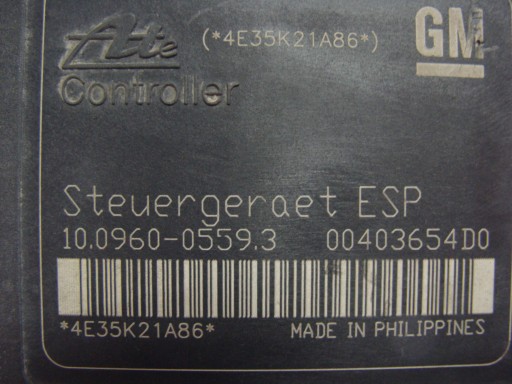 Ate (*4E35K21A86*) GM
Controller
Steuergeraet ESP
10.0960-0559.3 00403654D0
*4E35K21A86* MADE IN PHILIPPINES